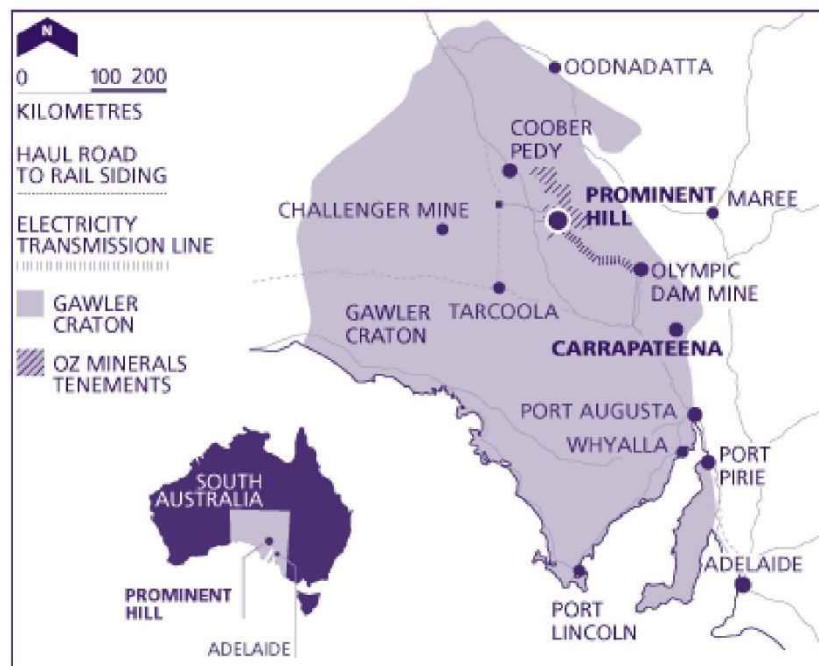 N
0 100 200
KILOMETRES
HAUL ROAD
TO RAIL SIDING
ELECTRICITY
TRANSMISSION LINE
GAWLER
CRATON
OZ MINERALS
TENEMENTS
OODNADATTA
COOBER
PEDY
PROMINENT
HILL
MAREE
CHALLENGER MINE
OLYMPIC
DAM MINE
TARCOOLA
GAWLER
CRATON
CARRAPATEENA
PORT AUGUSTA
WHYALLA
PORT
PIRIE
ADELAIDE
PORT
LINCOLN
SOUTH
AUSTRALIA
PROMINENT
HILL
ADELAIDE